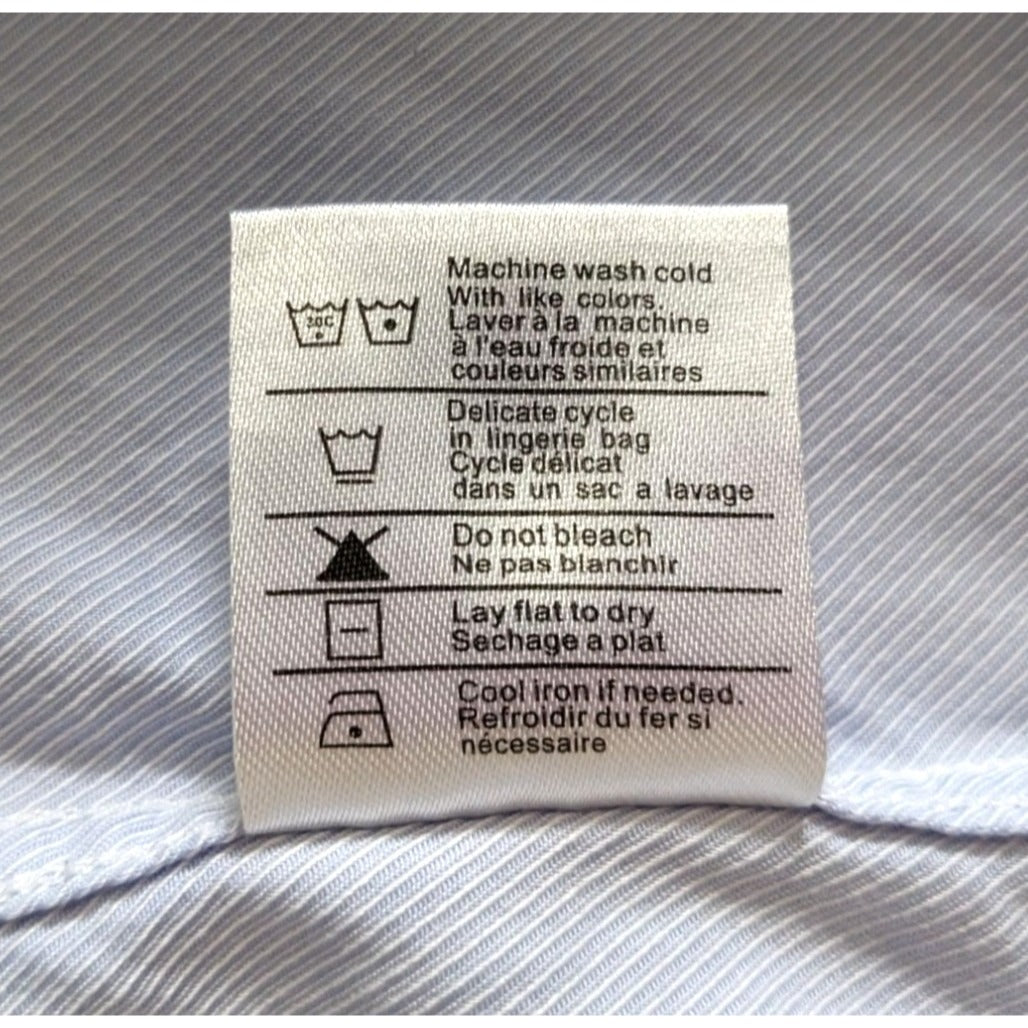 30C
Machine wash cold
With like colors.
Laver à la machine
à l'eau froide et
couleurs similaires
Delicate cycle
in lingerie bag
Cycle délicat
dans un sac a lavage
Do not bleach
Ne pas blanchir
Lay flat to dry
Sechage a plat
Cool iron if needed.
Refroidir du fer si
nécessaire